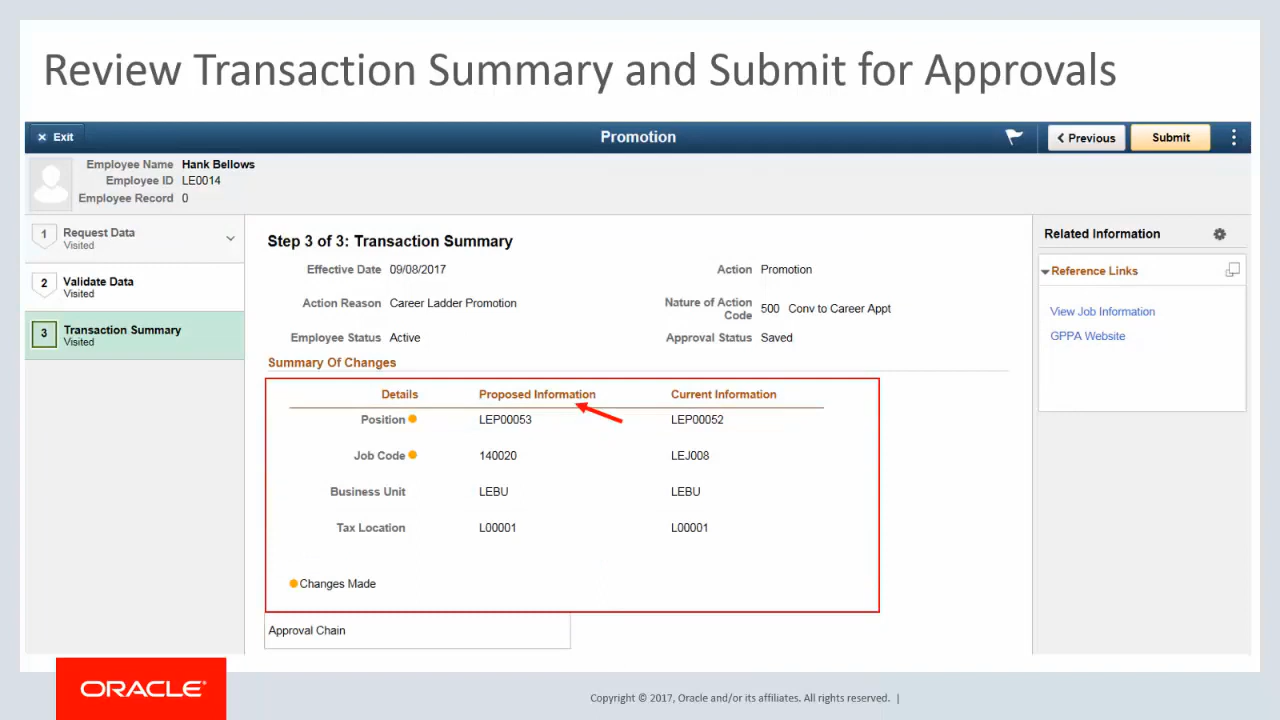 Review Transaction Summary and Submit for Approvals
× Exit
Promotion
Previous
Submit
Employee Name Hank Bellows
Employee ID LE0014
Employee Record 0
1 Request Data
Visited
2 Validate Data
Visited
3 Transaction Summary
Visited
Step 3 of 3: Transaction Summary
Effective Date 09/08/2017 Action Promotion
Action Reason Career Ladder Promotion Nature of Action Code 500 Conv to Career Appt
Employee Status Active Approval Status Saved
Summary Of Changes
Details Proposed Information Current Information
Position LEP00053 LEP00052
Job Code 140020 LEJ008
Business Unit LEBU LEBU
Tax Location L00001 L00001
Changes Made
Approval Chain
Related Information
Reference Links
View Job Information
GPPA Website
ORACLE®
Copyright © 2017, Oracle and/or its affiliates. All rights reserved. |